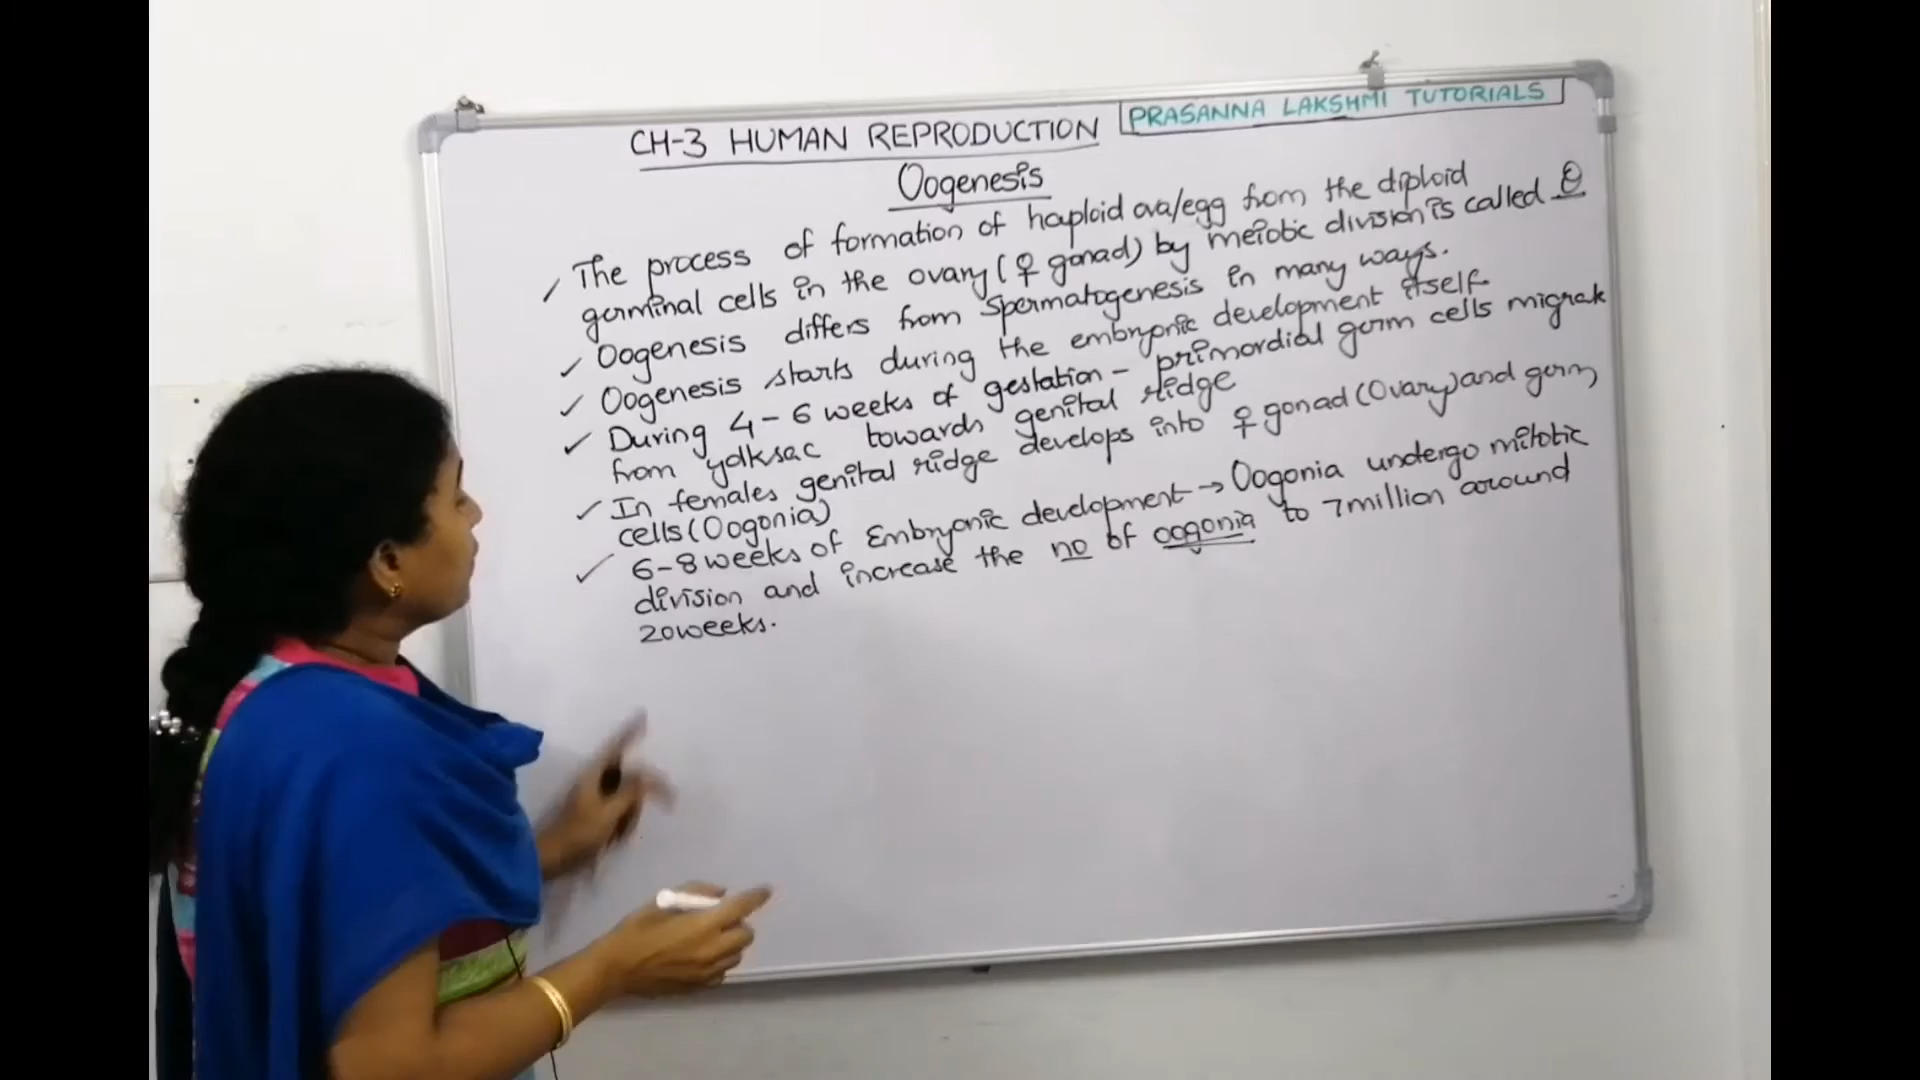 PRASANNA LAKSHMI TUTORIALS
CH-3 HUMAN REPRODUCTION
Oogenesis
The process of formation of haploid ova/egg from the diploid
germinal cells in the ovary (♀ gonad) by meiotic division is called O
Oogenesis differs from Spermatogenesis in many ways.
Oogenesis starts during the embryonic development itself.
During 4-6 weeks of gestation - primordial germ cells migrate
from yolksac towards genital ridge
In females genital ridge develops into ♀ gonad (Ovary) and germ
cells (Oogonia)
6-8 weeks of Embryonic development → Oogonia undergo mitotic
division and increase the no of oogonia to 7 million around
20 weeks.